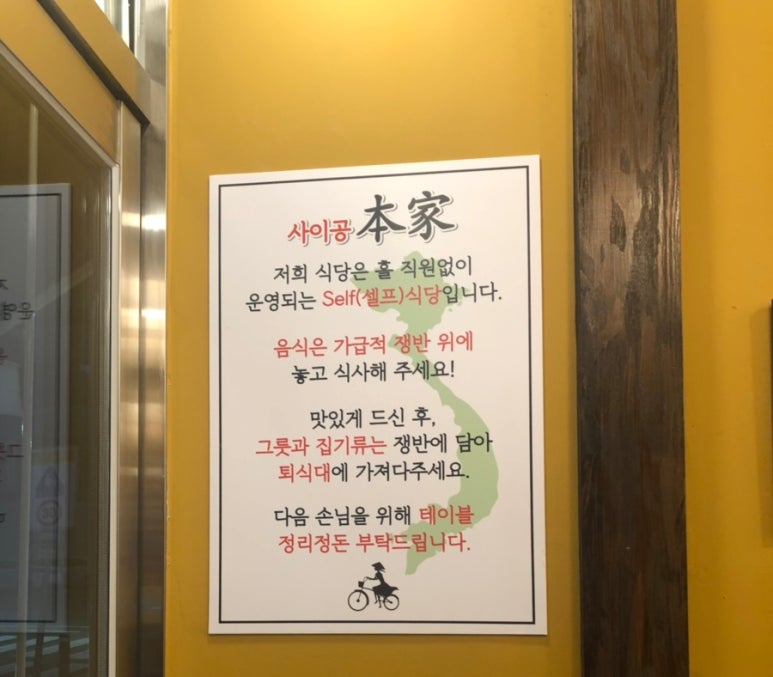 사이공 本家
저희 식당은 홀 직원없이
운영되는 Self(셀프)식당입니다.
음식은 가급적 쟁반 위에
놓고 식사해 주세요!
맛있게 드신 후,
그릇과 집기류는 쟁반에 담아
퇴식대에 가져다주세요.
다음 손님을 위해 테이블
정리정돈 부탁드립니다.